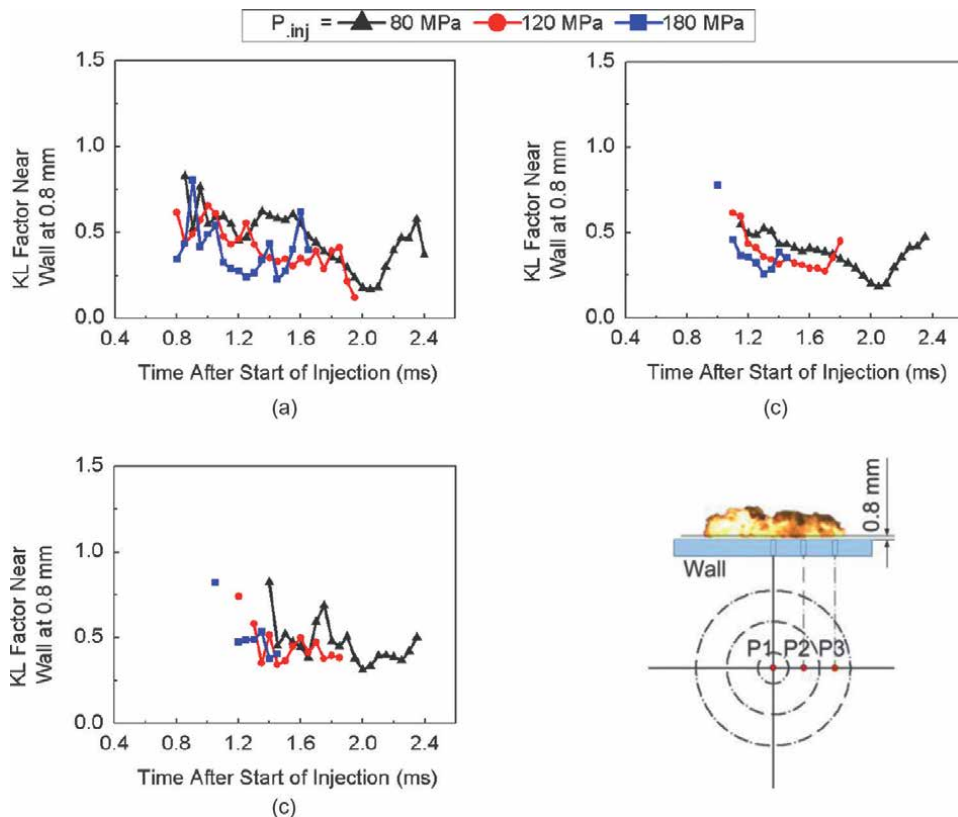 P.inj = 80 MPa 120 MPa 180 MPa
KL Factor Near
Wall at 0.8 mm
1.5
1.0
0.5
0.0
0.4 0.8 1.2 1.6 2.0 2.4
Time After Start of Injection (ms)
(a)
KL Factor Near
Wall at 0.8 mm
1.5
1.0
0.5
0.0
0.4 0.8 1.2 1.6 2.0 2.4
Time After Start of Injection (ms)
(c)
KL Factor Near
Wall at 0.8 mm
1.5
1.0
0.5
0.0
0.4 0.8 1.2 1.6 2.0 2.4
Time After Start of Injection (ms)
(c)
0.8 mm
Wall
P1 P2 P3